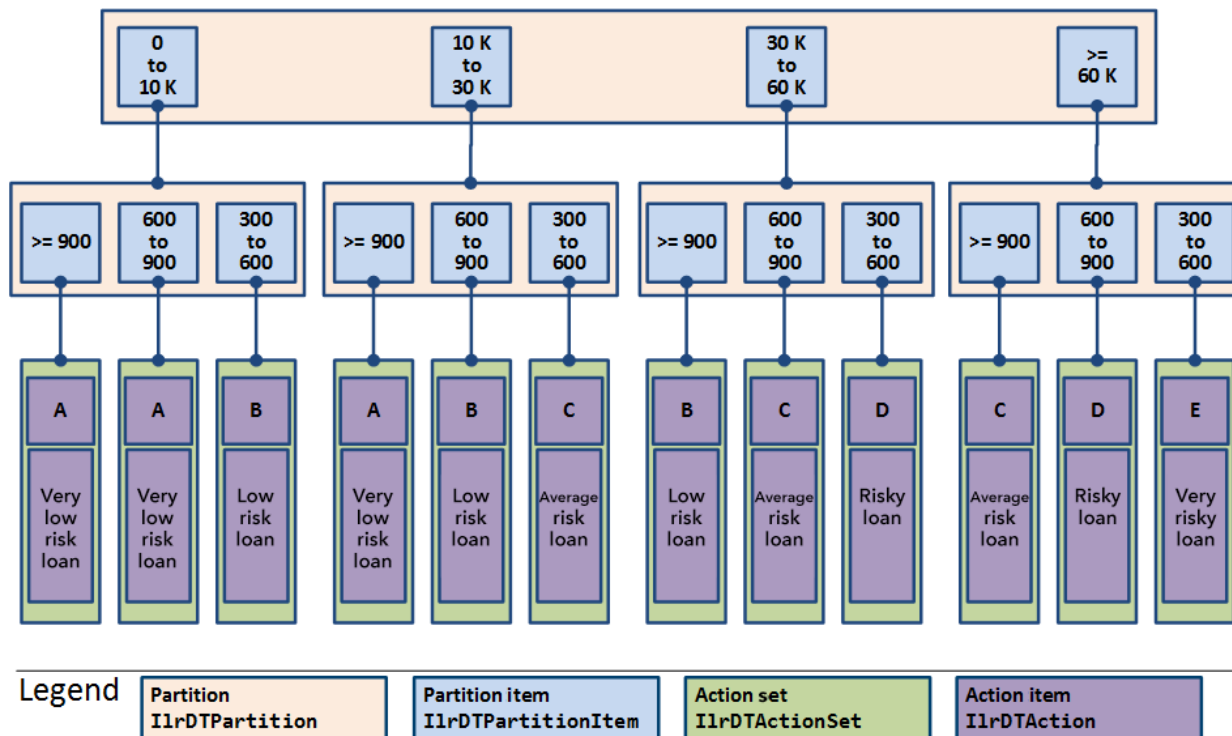 0
to
10 K
10 K
to
30 K
30 K
to
60 K
>=
60 K
>= 900
600
to
900
300
to
600
>= 900
600
to
900
300
to
600
>= 900
600
to
900
300
to
600
>= 900
600
to
900
300
to
600
A
A
B
A
B
C
B
C
D
C
D
E
Very
low
risk
loan
Very
low
risk
loan
Low
risk
loan
Very
low
risk
loan
Low
risk
loan
Average
risk
loan
Low
risk
loan
Average
risk
loan
Risky
loan
Average
risk
loan
Risky
loan
Very
risky
loan
Legend
Partition
IlrDTPartition
Partition item
IlrDTPartitionItem
Action set
IlrDTActionSet
Action item
IlrDTAction